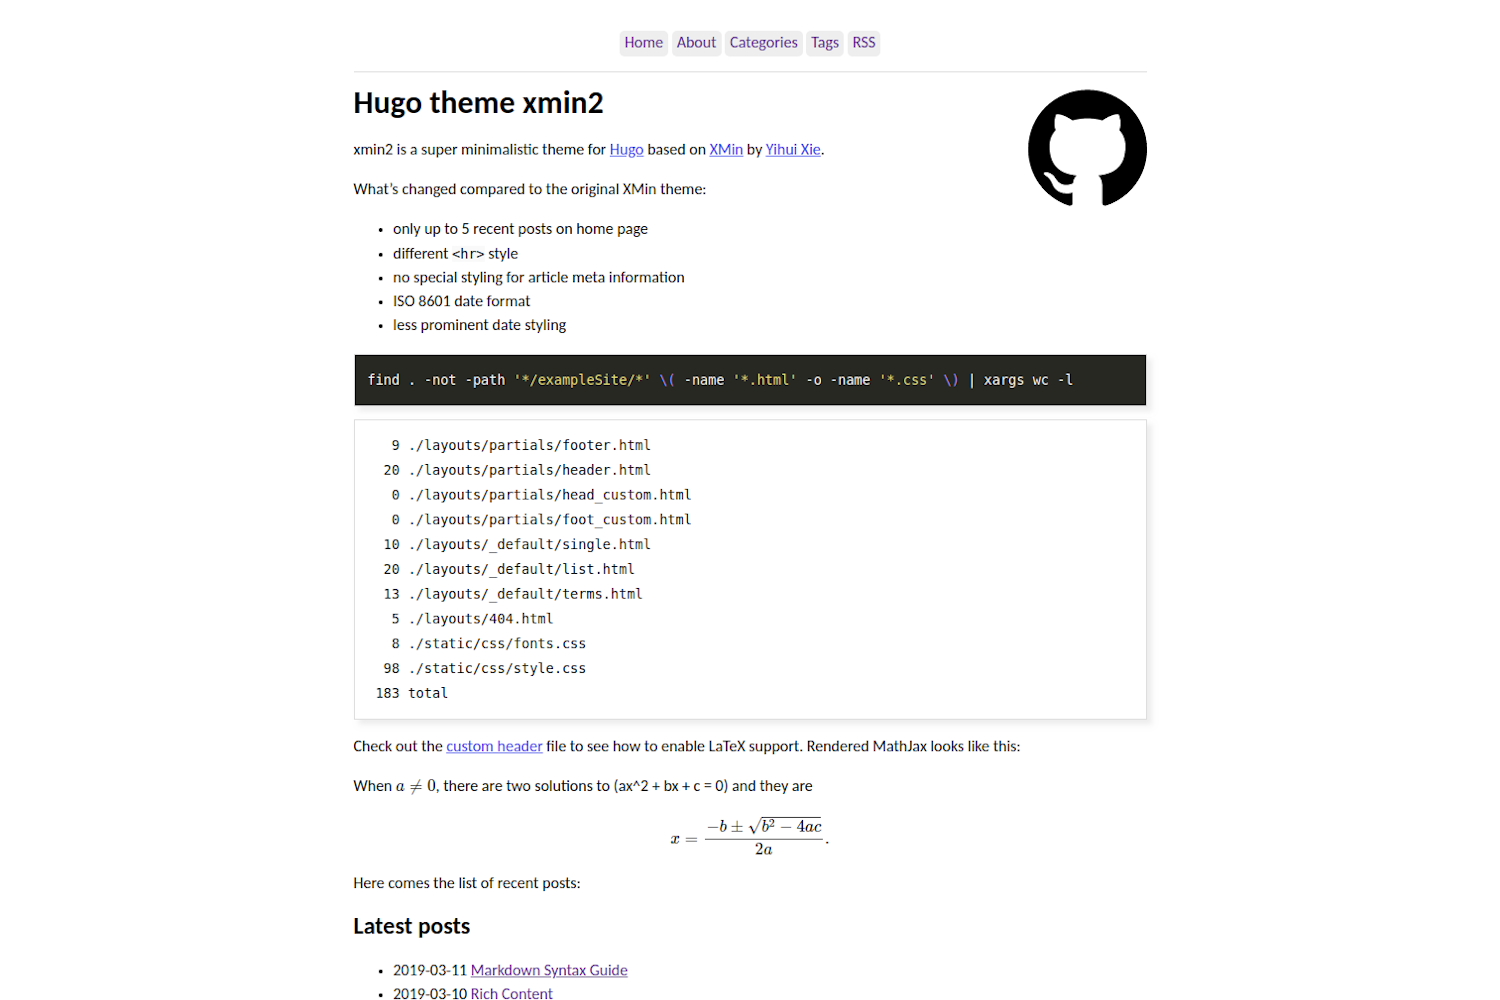 Home About Categories Tags RSS
Hugo theme xmin2
xmin2 is a super minimalistic theme for Hugo based on XMin by Yihui Xie.
What's changed compared to the original XMin theme:
• only up to 5 recent posts on home page
• different <hr> style
• no special styling for article meta information
• ISO 8601 date format
• less prominent date styling
find . -not -path '*/exampleSite/*' \( -name '*.html' -o -name '*.css' \) | xargs wc -l
9 ./layouts/partials/footer.html
20 ./layouts/partials/header.html
0 ./layouts/partials/head_custom.html
0 ./layouts/partials/foot_custom.html
10 ./layouts/_default/single.html
20 ./layouts/_default/list.html
13 ./layouts/_default/terms.html
5 ./layouts/404.html
8 ./static/css/fonts.css
98 ./static/css/style.css
183 total
Check out the custom header file to see how to enable LaTeX support. Rendered MathJax looks like this:
When a ≠ 0, there are two solutions to (ax^2 + bx + c = 0) and they are
x = (−b ± √(b² − 4ac)) / 2a.
Here comes the list of recent posts:
Latest posts
• 2019-03-11 Markdown Syntax Guide
• 2019-03-10 Rich Content